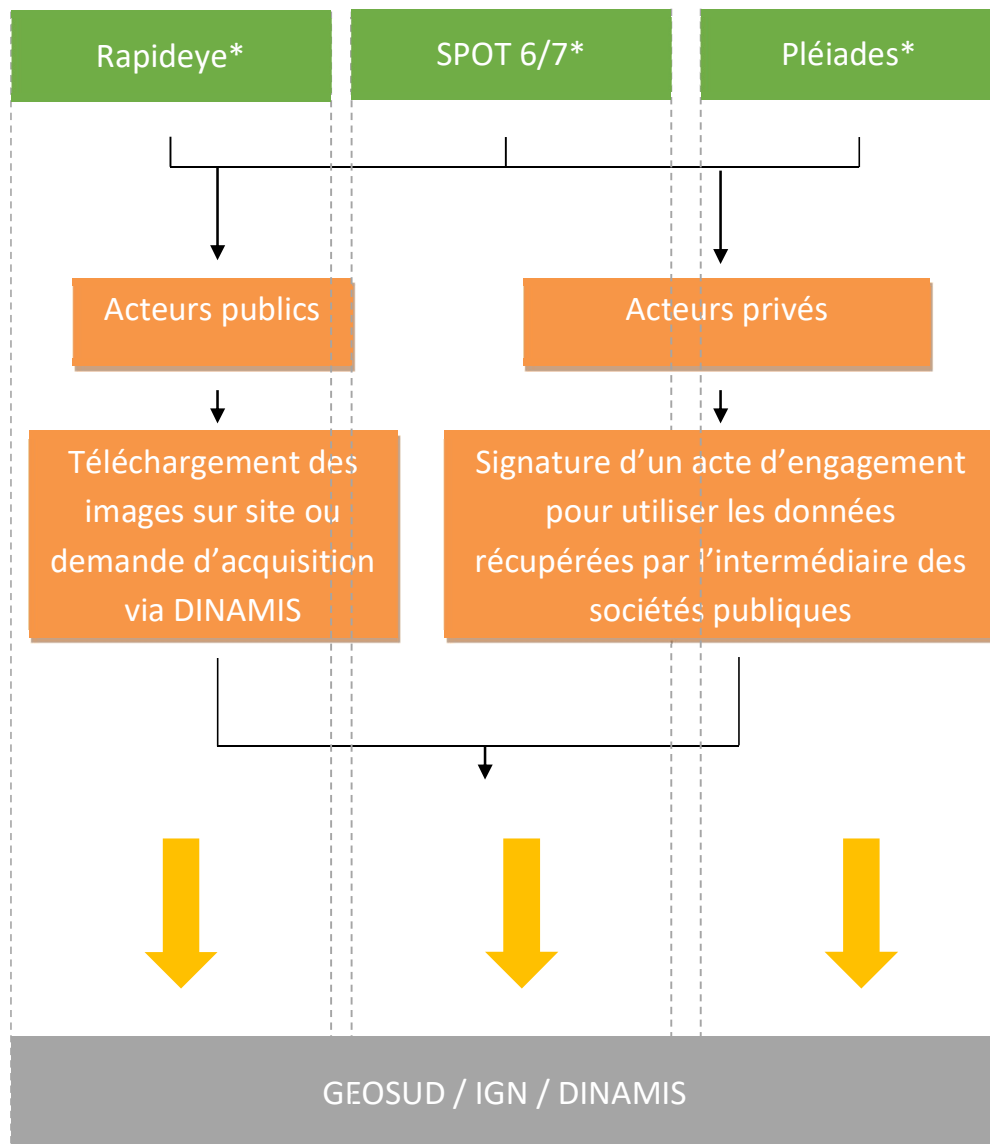 Rapideye*
SPOT 6/7*
Pléiades*
Acteurs publics
Acteurs privés
Téléchargement des
images sur site ou
demande d'acquisition
via DINAMIS
Signature d'un acte d'engagement
pour utiliser les données
récupérées par l'intermédiaire des
sociétés publiques
GEOSUD / IGN / DINAMIS